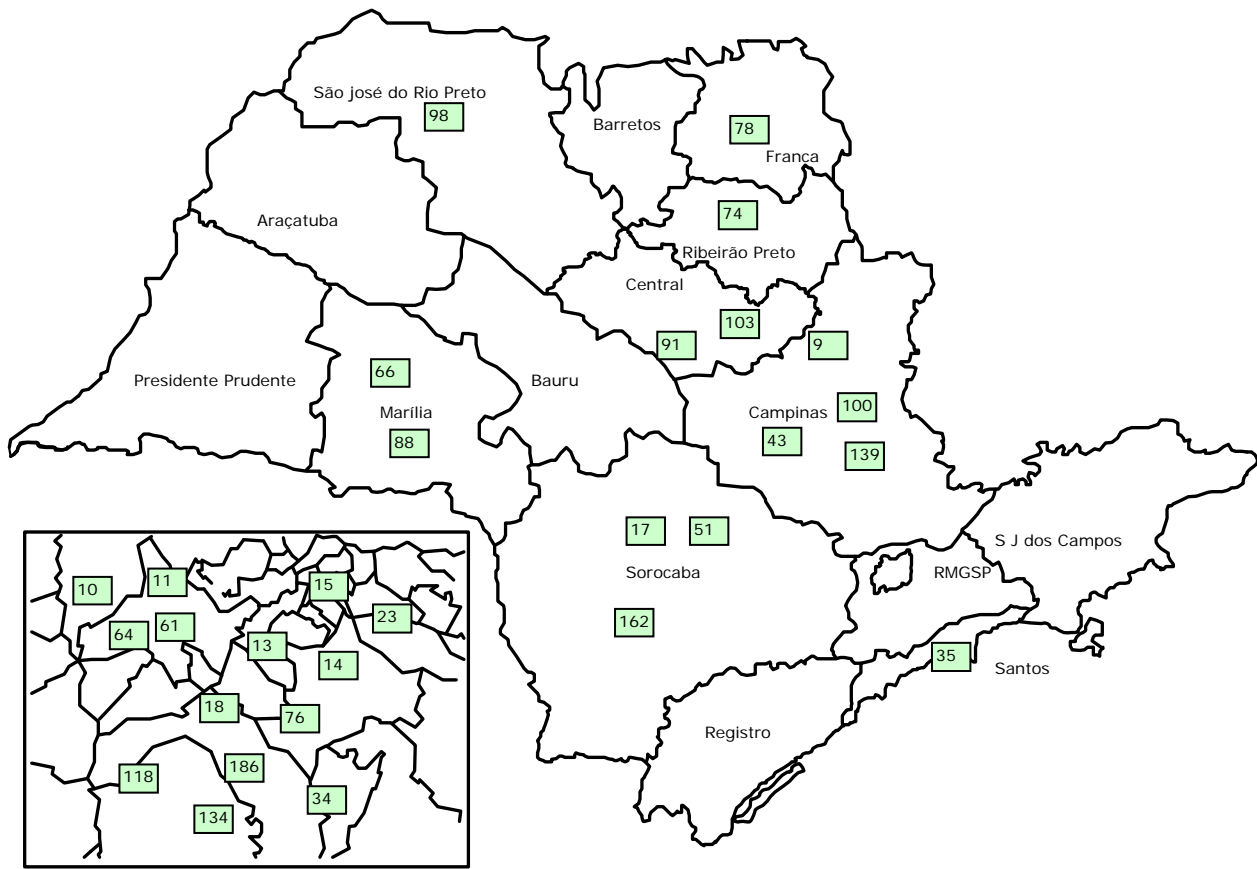 São josé do Rio Preto
98
Barretos
78
Franca
74
Araçatuba
Ribeirão Preto
Central
103
91
9
66
Presidente Prudente
Bauru
100
Marília
Campinas
88
43
139
17
51
S J dos Campos
Sorocaba
RMGSP
162
35
Santos
Registro
10
11
15
23
64
61
13
14
18
76
118
186
34
134